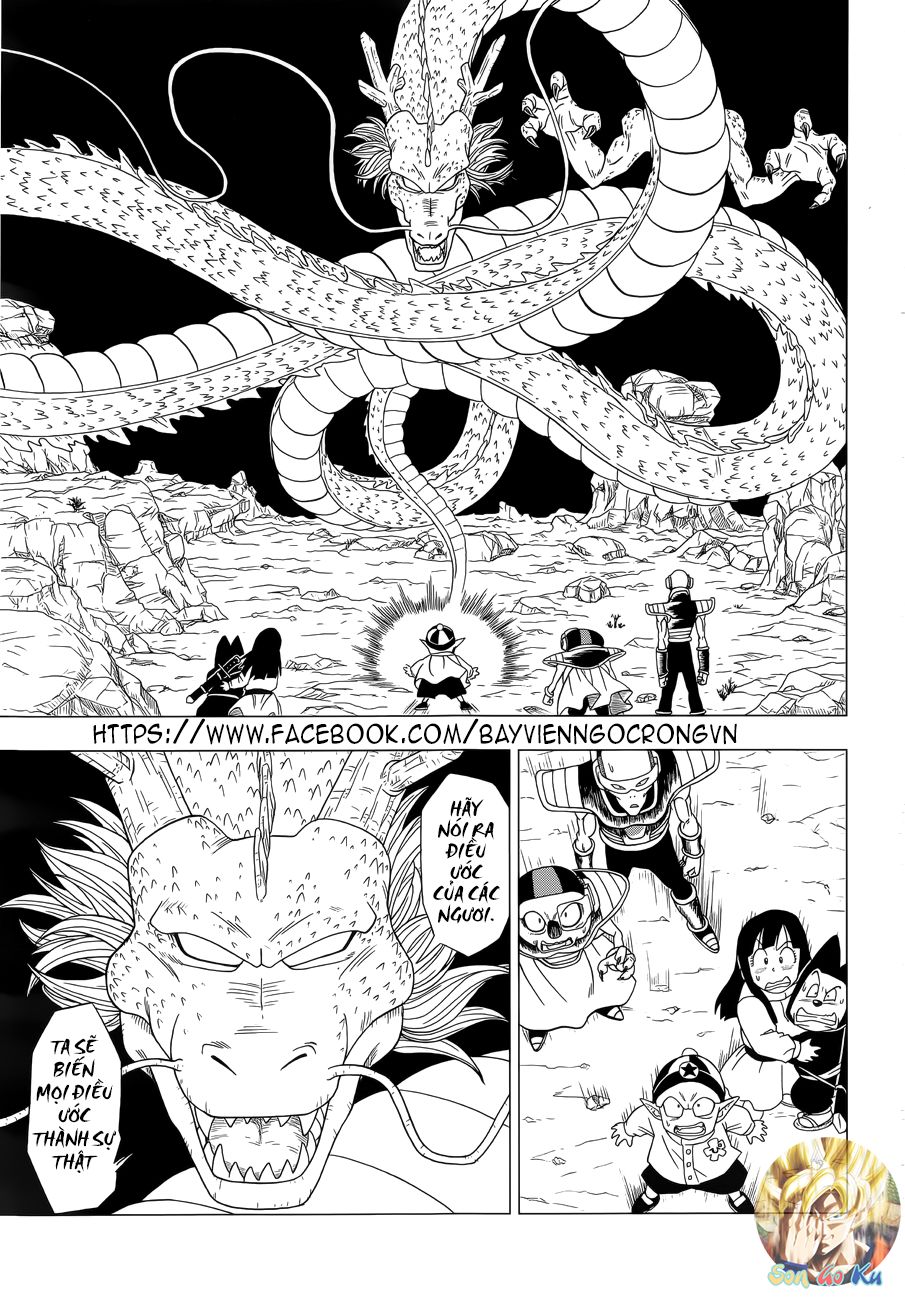 HTTPS://WWW.FACEBOOK.COM/BAYVIENNGOCRONGVN
HÃY
NÓI RA
ĐIỀU
ƯỚC
CỦA CÁC
NGƯƠI.
TA SẼ
BIẾN
MỌI ĐIỀU
ƯỚC
THÀNH SỰ
THẬT
Son Go Ku